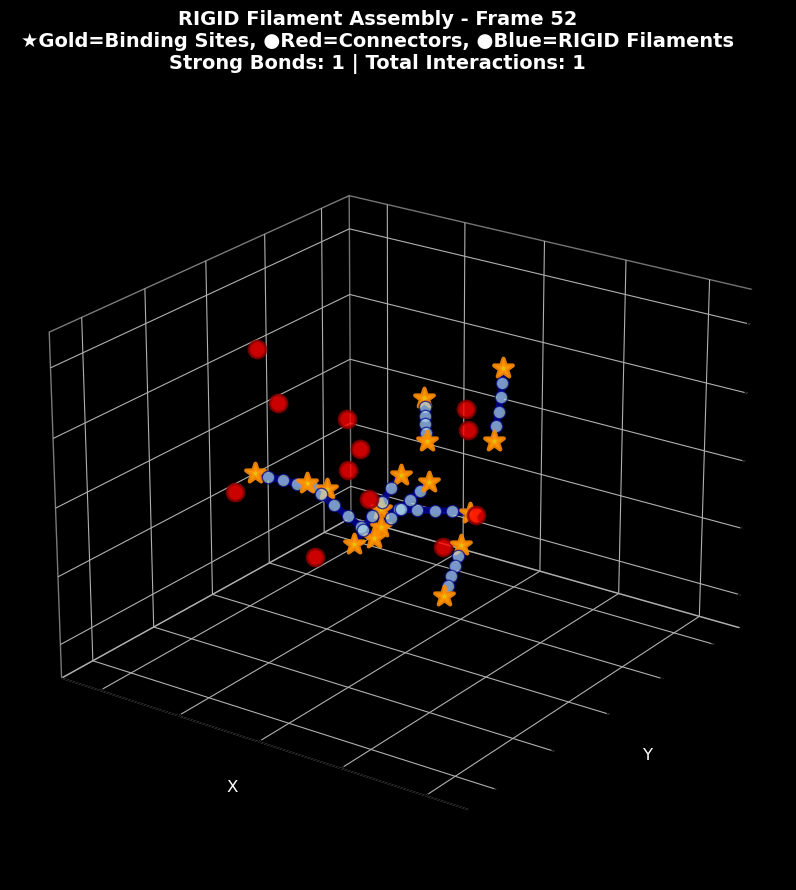 RIGID Filament Assembly - Frame 52
★Gold=Binding Sites, ●Red=Connectors, ●Blue=RIGID Filaments
Strong Bonds: 1 | Total Interactions: 1
Y
X